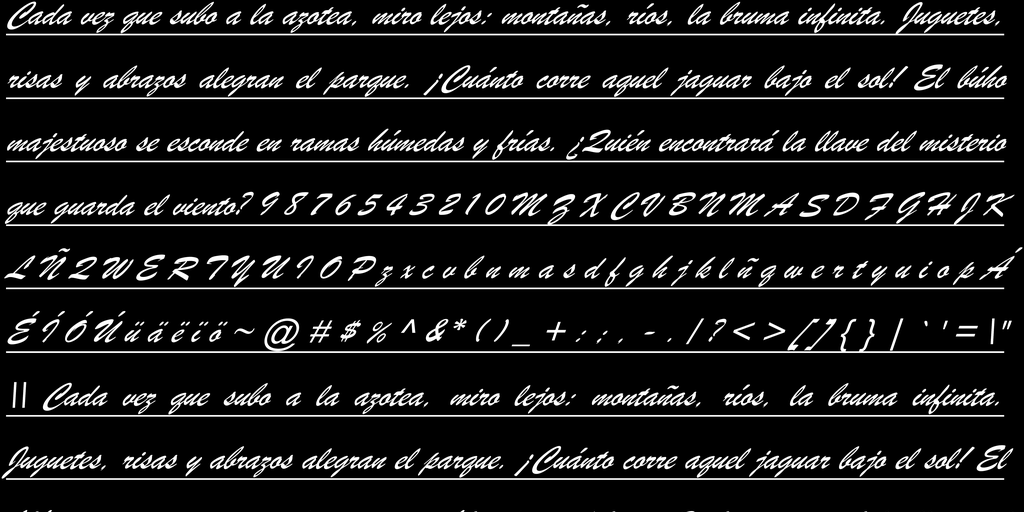 Cada vez que subo a la azotea, miro lejos: montañas, ríos, la bruma infinita. Juguetes,
risas y abrazos alegran el parque. ¡Cuánto corre aquel jaguar bajo el sol! El búho
majestuoso se esconde en ramas húmedas y frías. ¿Quién encontrará la llave del misterio
que guarda el viento? 9 8 7 6 5 4 3 2 1 0 M Z X C V B N M A S D F G H J K
L Ñ Q W E R T Y U I O P z x c v b n m a s d f g h j k l ñ q w e r t y u i o p Á
É Í Ó Ú ü ä ë ï ö ~ @ # $ % ^ & * ( ) _ + : ; , - . / ? < > [ ] { } | ` ' = \ "
|| Cada vez que subo a la azotea, miro lejos: montañas, ríos, la bruma infinita.
Juguetes, risas y abrazos alegran el parque. ¡Cuánto corre aquel jaguar bajo el sol! El